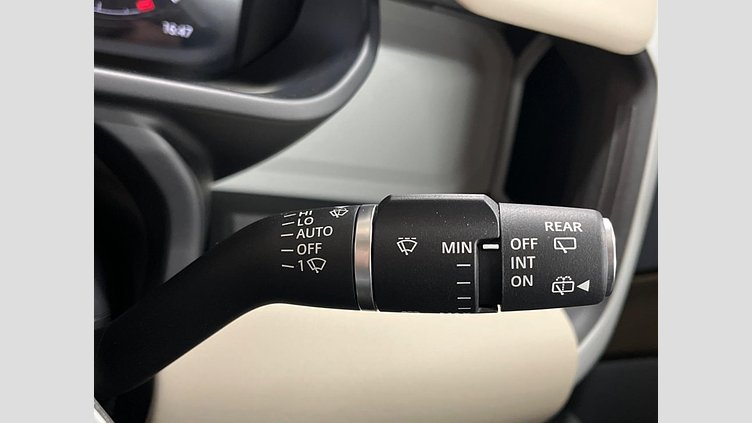 16:47
HI
LO
AUTO
OFF
1
MIN
REAR
OFF
INT
ON